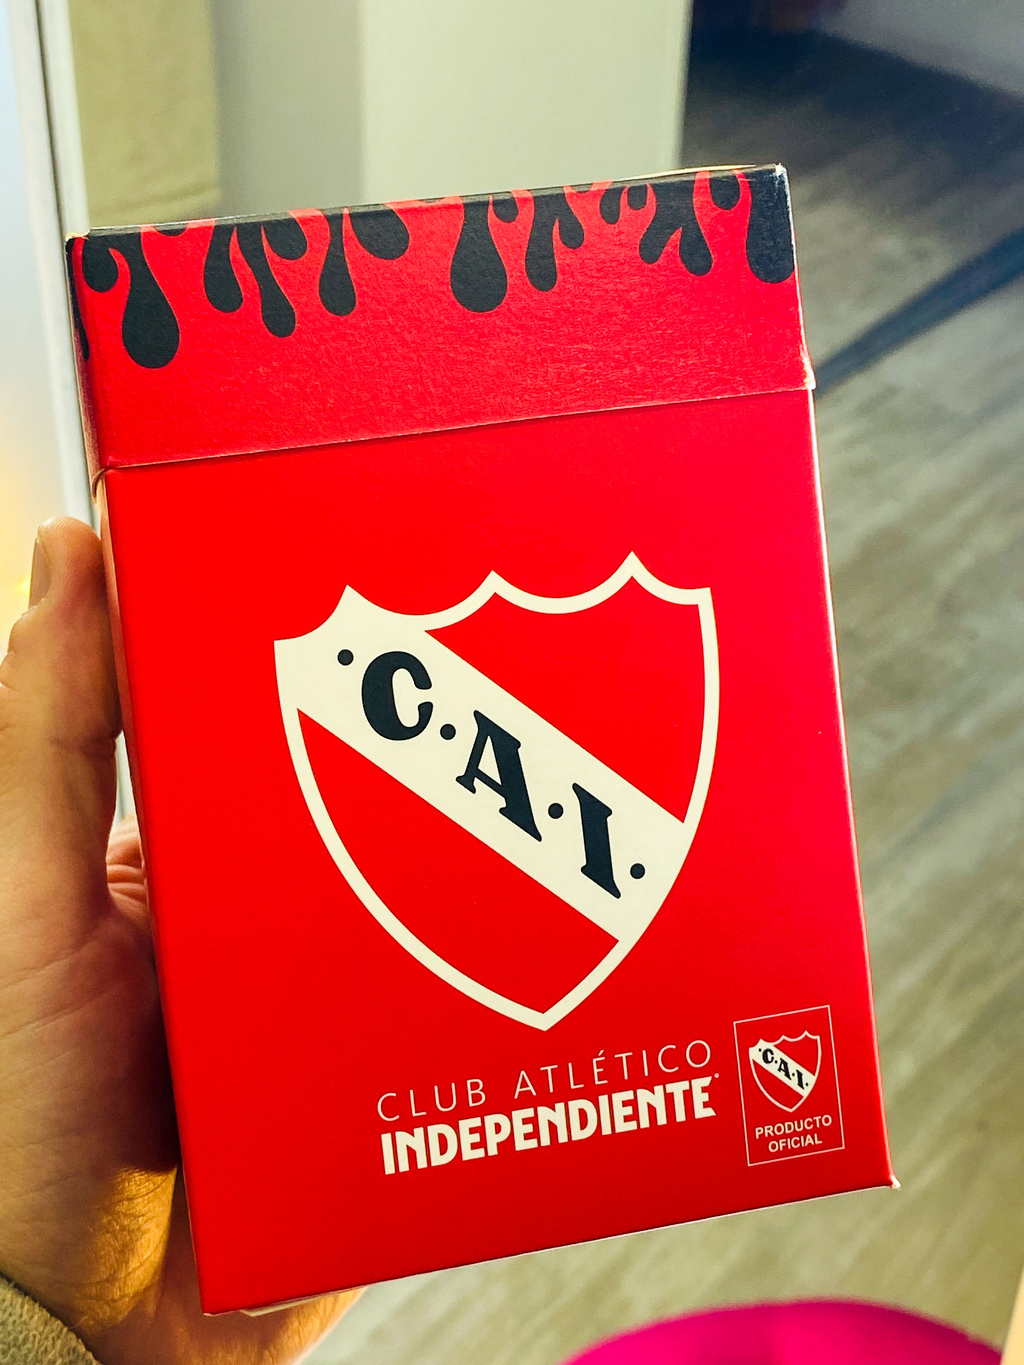 ·C·A·I·
CLUB ATLÉTICO
INDEPENDIENTE
·C·A·I·
PRODUCTO
OFICIAL